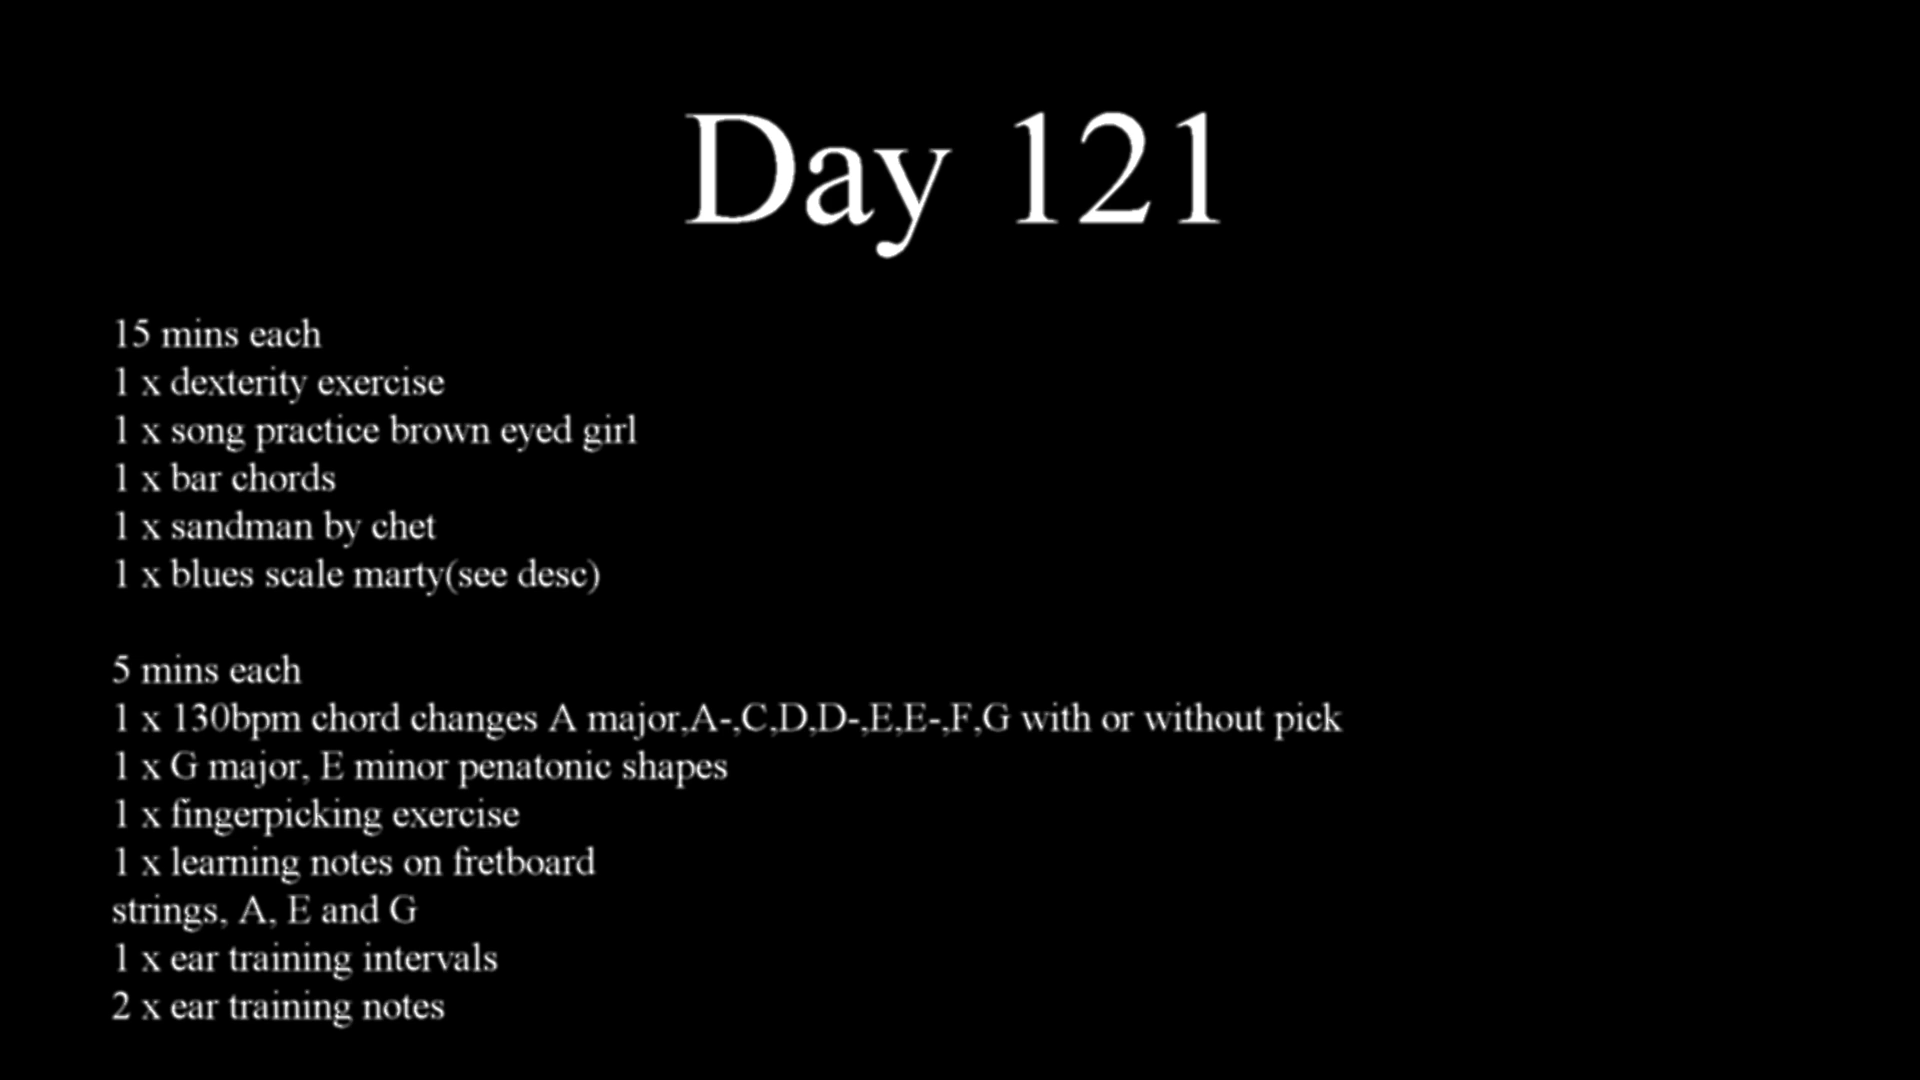 Day 121
15 mins each
1 x dexterity exercise
1 x song practice brown eyed girl
1 x bar chords
1 x sandman by chet
1 x blues scale marty(see desc)
5 mins each
1 x 130bpm chord changes A major,A-,C,D,D-,E,E-,F,G with or without pick
1 x G major, E minor penatonic shapes
1 x fingerpicking exercise
1 x learning notes on fretboard
strings, A, E and G
1 x ear training intervals
2 x ear training notes